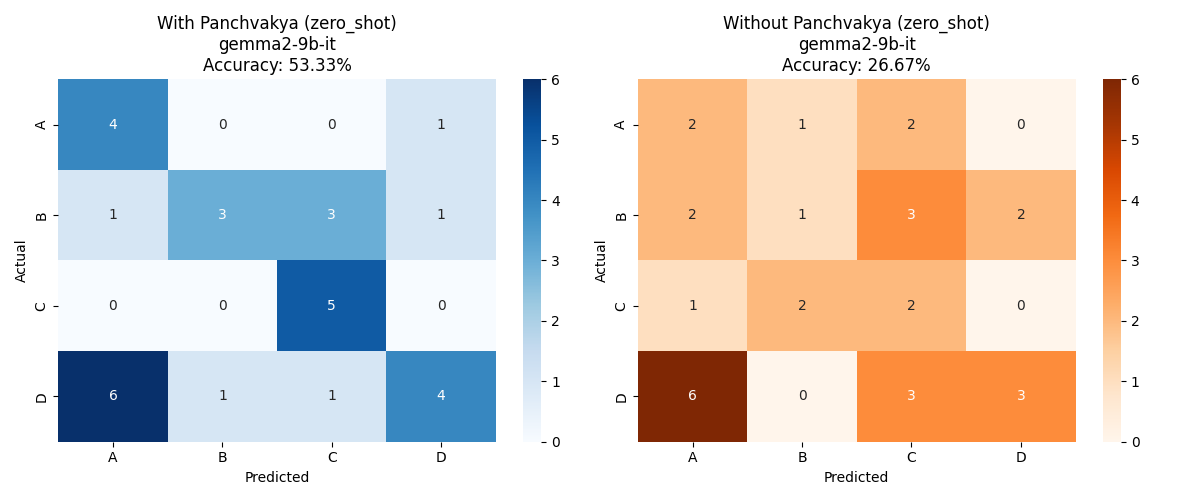 With Panchvakya (zero_shot)
gemma2-9b-it
Accuracy: 53.33%
Actual
A
B
C
D
4 0 0 1
1 3 3 1
0 0 5 0
6 1 1 4
A B C D
Predicted
6
5
4
3
2
1
0
Without Panchvakya (zero_shot)
gemma2-9b-it
Accuracy: 26.67%
Actual
A
B
C
D
2 1 2 0
2 1 3 2
1 2 2 0
6 0 3 3
A B C D
Predicted
6
5
4
3
2
1
0